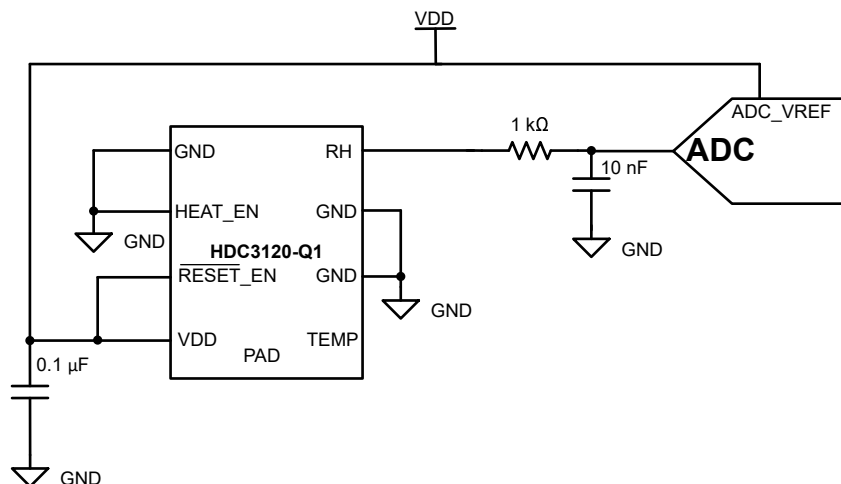 VDD
ADC_VREF
1 kΩ
ADC
10 nF
GND
RH
GND
HEAT_EN
GND
GND
HDC3120-Q1
RESET_EN
GND
GND
GND
VDD
TEMP
0.1 µF
PAD
GND